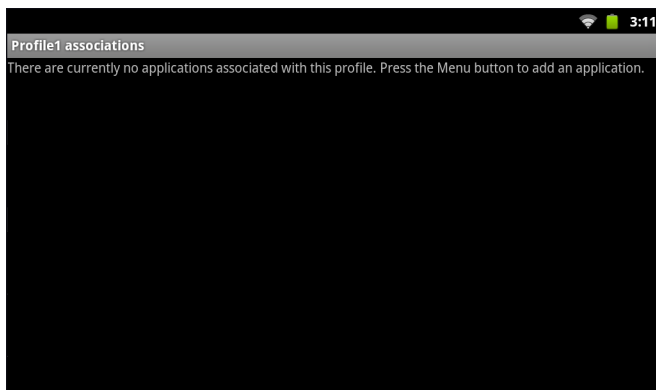 3:11
Profile1 associations
There are currently no applications associated with this profile. Press the Menu button to add an application.